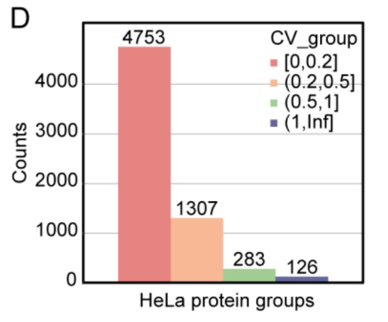 D
4753
CV_group
[0,0.2]
(0.2,0.5]
(0.5,1]
(1,Inf]
4000
3000
2000
1000
0
Counts
1307
283
126
HeLa protein groups